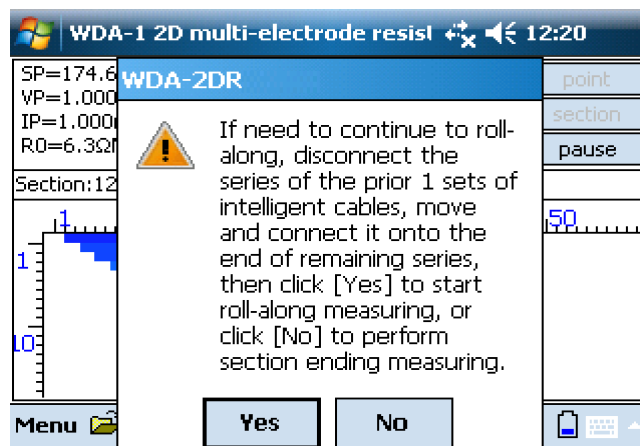 WDA-1 2D multi-electrode resist 12:20
SP=174.6
VP=1.000
IP=1.000
R0=6.3Ω
Section:12
WDA-2DR
If need to continue to roll-
along, disconnect the
series of the prior 1 sets of
intelligent cables, move
and connect it onto the
end of remaining series,
then click [Yes] to start
roll-along measuring, or
click [No] to perform
section ending measuring.
Yes No
point
section
pause
1 50
1
10
Menu